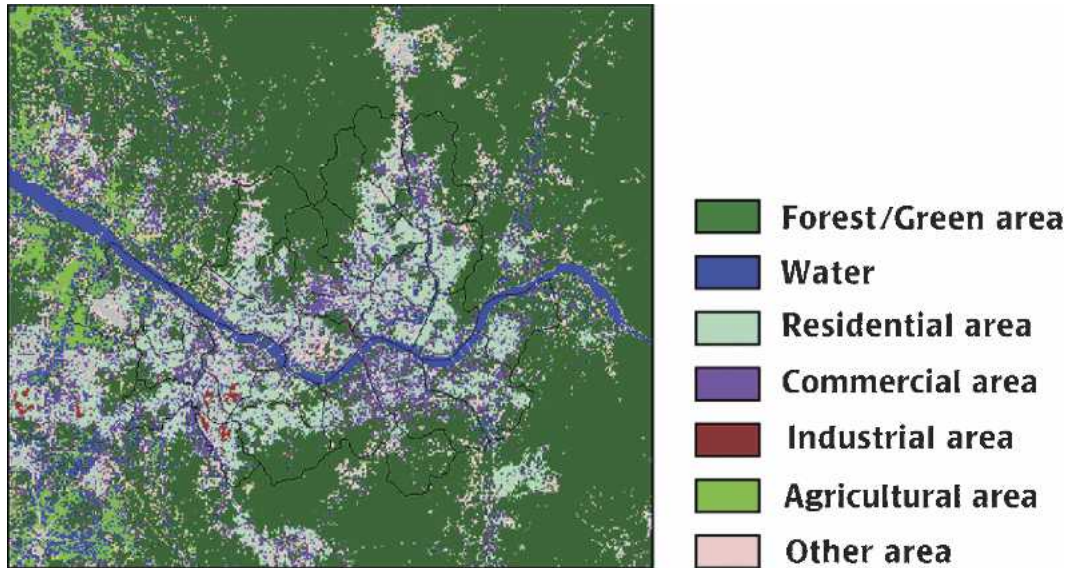 Forest/Green area
Water
Residential area
Commercial area
Industrial area
Agricultural area
Other area